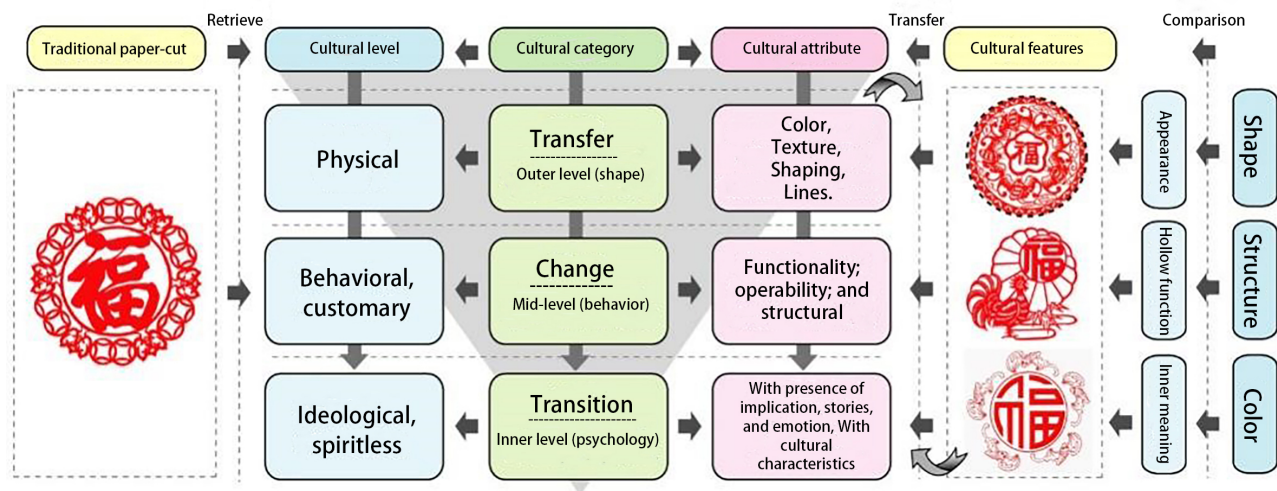 Retrieve
Transfer
Comparison
Traditional paper-cut
Cultural level
Cultural category
Cultural attribute
Cultural features
Physical
Transfer
Outer level (shape)
Color,
Texture,
Shaping,
Lines.
福
Appearance
Shape
福
Behavioral,
customary
Change
Mid-level (behavior)
Functionality;
operability; and
structural
福
Hollow function
Structure
Ideological,
spiritless
Transition
Inner level (psychology)
With presence of
implication, stories,
and emotion, With
cultural
characteristics
福
Inner meaning
Color